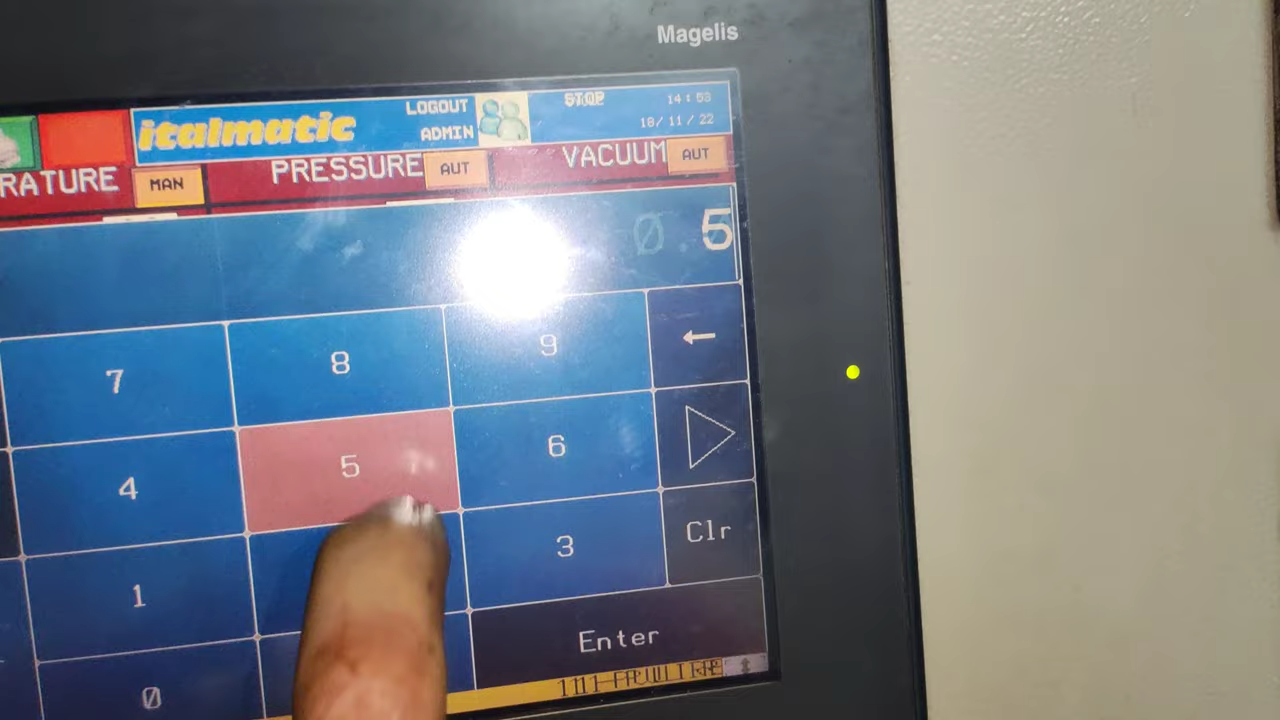 Magelis
italmatic
LOGOUT
ADMIN
STOP
14:53
18/11/22
RATURE MAN
PRESSURE AUT
VACUUM AUT
0.5
7 8 9 ←
4 5 6
Clr
1 3
Enter
0